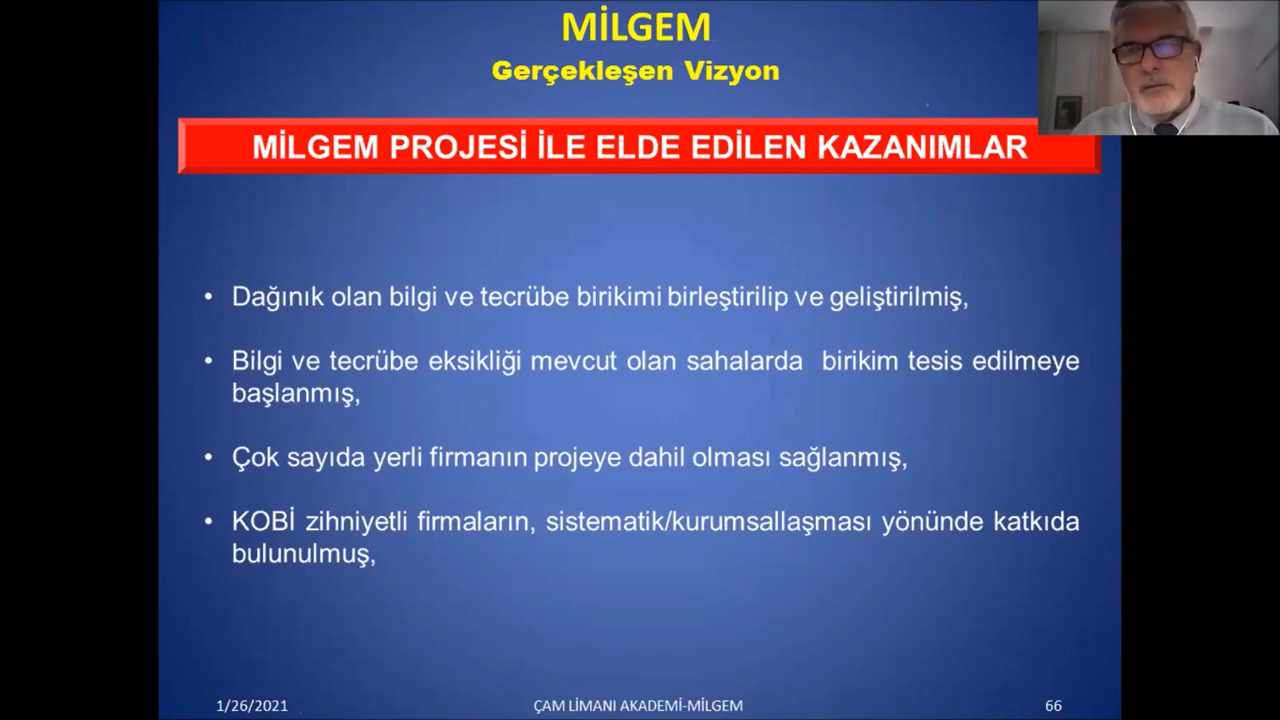 MİLGEM
Gerçekleşen Vizyon
MİLGEM PROJESİ İLE ELDE EDİLEN KAZANIMLAR
• Dağınık olan bilgi ve tecrübe birikimi birleştirilip ve geliştirilmiş,
• Bilgi ve tecrübe eksikliği mevcut olan sahalarda birikim tesis edilmeye
başlanmış,
• Çok sayıda yerli firmanın projeye dahil olması sağlanmış,
• KOBİ zihniyetli firmaların, sistematik/kurumsallaşması yönünde katkıda
bulunulmuş,
1/26/2021 ÇAM LİMANI AKADEMİ-MİLGEM 66